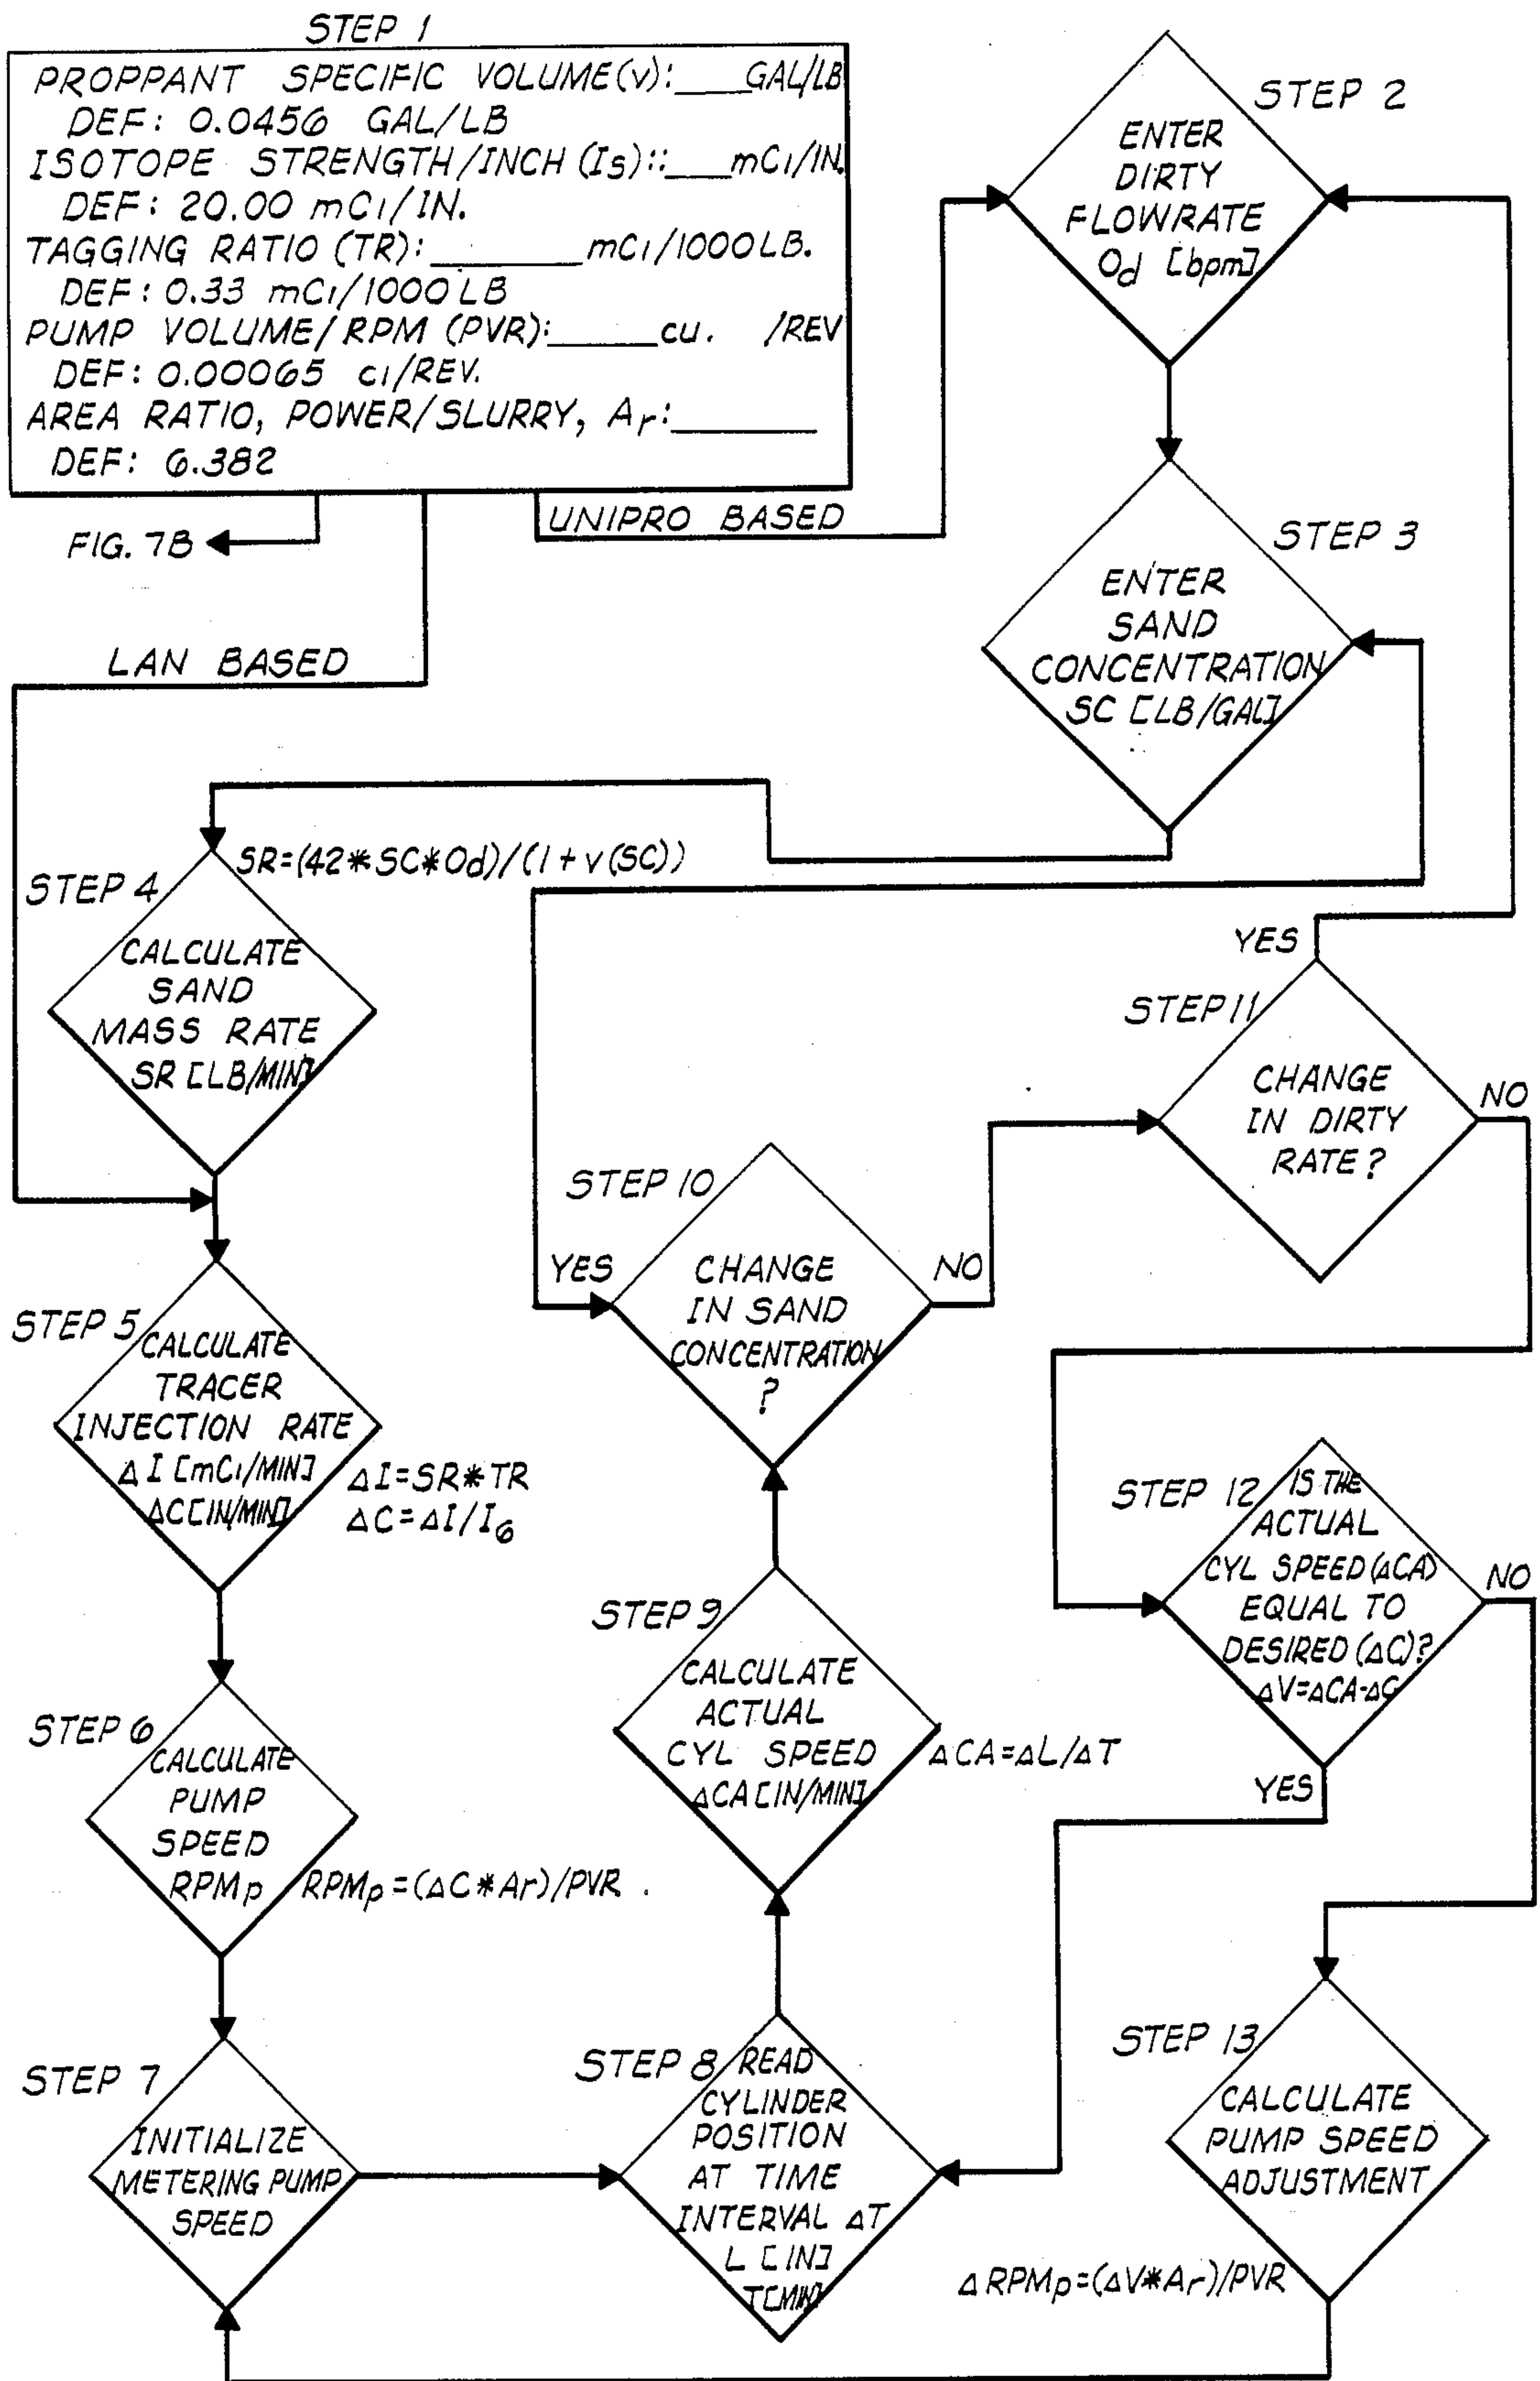 STEP 1
PROPPANT SPECIFIC VOLUME(v):____GAL/LB
DEF: 0.0456 GAL/LB
ISOTOPE STRENGTH/INCH (Is)::___mCi/IN.
DEF: 20.00 mCi/IN.
TAGGING RATIO (TR):_______mCi/1000LB.
DEF: 0.33 mCi/1000 LB
PUMP VOLUME/RPM (PVR):_____cu. /REV
DEF: 0.00065 ci/REV.
AREA RATIO, POWER/SLURRY, Ar:_______
DEF: 6.382
FIG. 7B
UNIPRO BASED
LAN BASED
STEP 2
ENTER
DIRTY
FLOWRATE
Od [bpm]
STEP 3
ENTER
SAND
CONCENTRATION
SC [LB/GAL]
SR=(42*SC*Od)/(1+v(SC))
STEP 4
CALCULATE
SAND
MASS RATE
SR [LB/MIN]
STEP 5
CALCULATE
TRACER
INJECTION RATE
ΔI [mCi/MIN]
ΔC[IN/MIN]
ΔI=SR*TR
ΔC=ΔI/I6
STEP 6
CALCULATE
PUMP
SPEED
RPMp
RPMp=(ΔC*Ar)/PVR .
STEP 7
INITIALIZE
METERING PUMP
SPEED
STEP 8
READ
CYLINDER
POSITION
AT TIME
INTERVAL ΔT
L [IN]
T[MIN]
STEP 9
CALCULATE
ACTUAL
CYL SPEED
ΔCA[IN/MIN]
ΔCA=ΔL/ΔT
STEP 10
CHANGE
IN SAND
CONCENTRATION
?
YES
NO
STEP 11
CHANGE
IN DIRTY
RATE?
YES
NO
STEP 12
IS THE
ACTUAL
CYL SPEED(ΔCA)
EQUAL TO
DESIRED (ΔC)?
ΔV=ΔCA-ΔC
NO
YES
STEP 13
CALCULATE
PUMP SPEED
ADJUSTMENT
ΔRPMp=(ΔV*Ar)/PVR